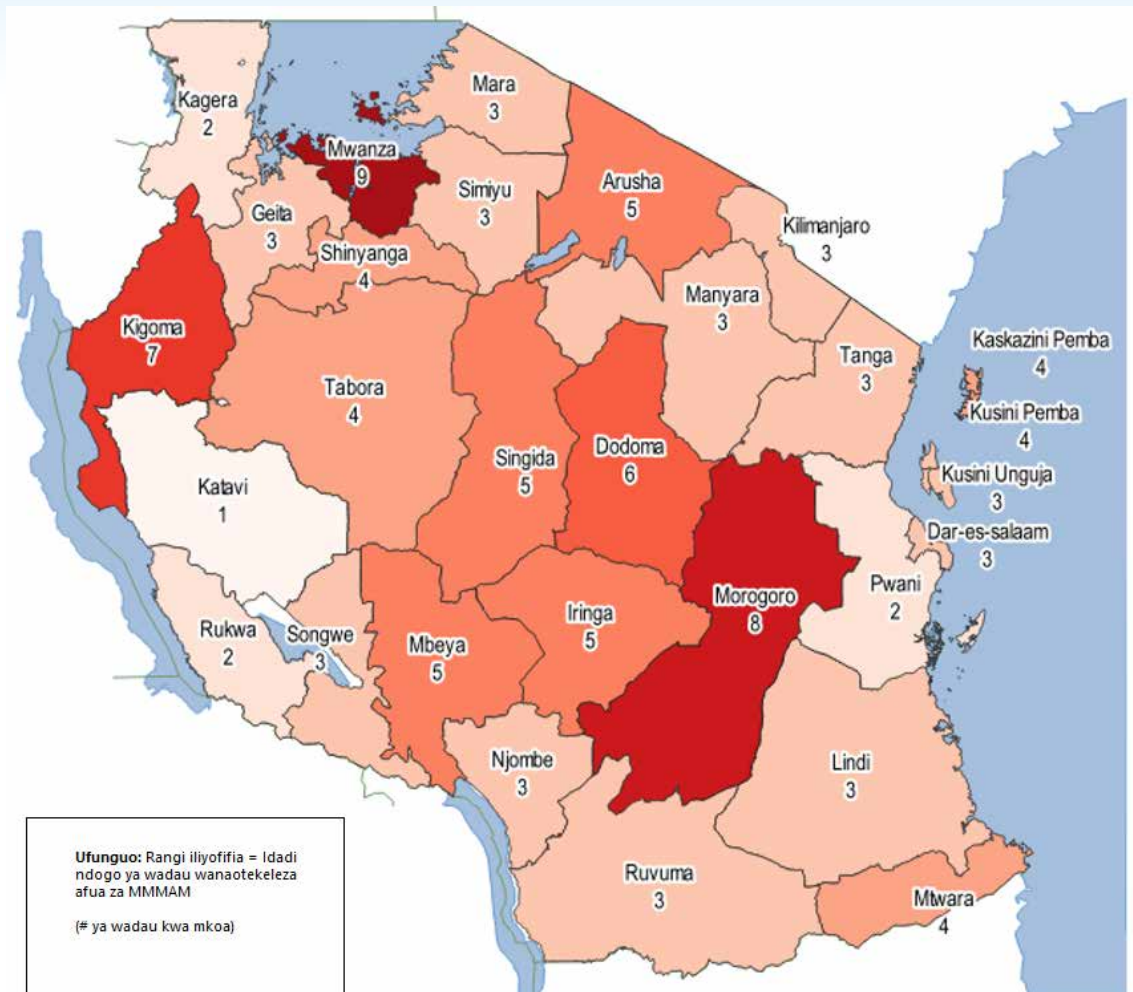 Mara
3
Kagera
2
Mwanza
9
Arusha
5
Simiyu
3
Geita
3
Kilimanjaro
3
Shinyanga
4
Manyara
3
Kigoma
7
Kaskazini Pemba
4
Tanga
3
Tabora
4
Kusini Pemba
4
Dodoma
6
Singida
5
Kusini Unguja
3
Katavi
1
Dar-es-salaam
3
Pwani
2
Morogoro
8
Iringa
5
Rukwa
2
Songwe
3
Mbeya
5
Njombe
3
Lindi
3
Ruvuma
3
Mtwara
4
Ufunguo: Rangi iliyofifia = Idadi
ndogo ya wadau wanaotekeleza
afua za MMMAM
(# ya wadau kwa mkoa)